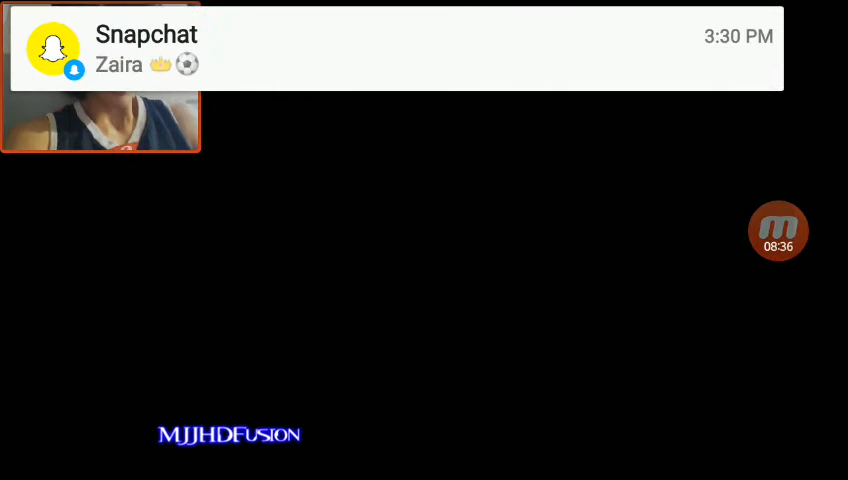 Snapchat
3:30 PM
Zaira 👑⚽
08:36
MJJHDFUSION